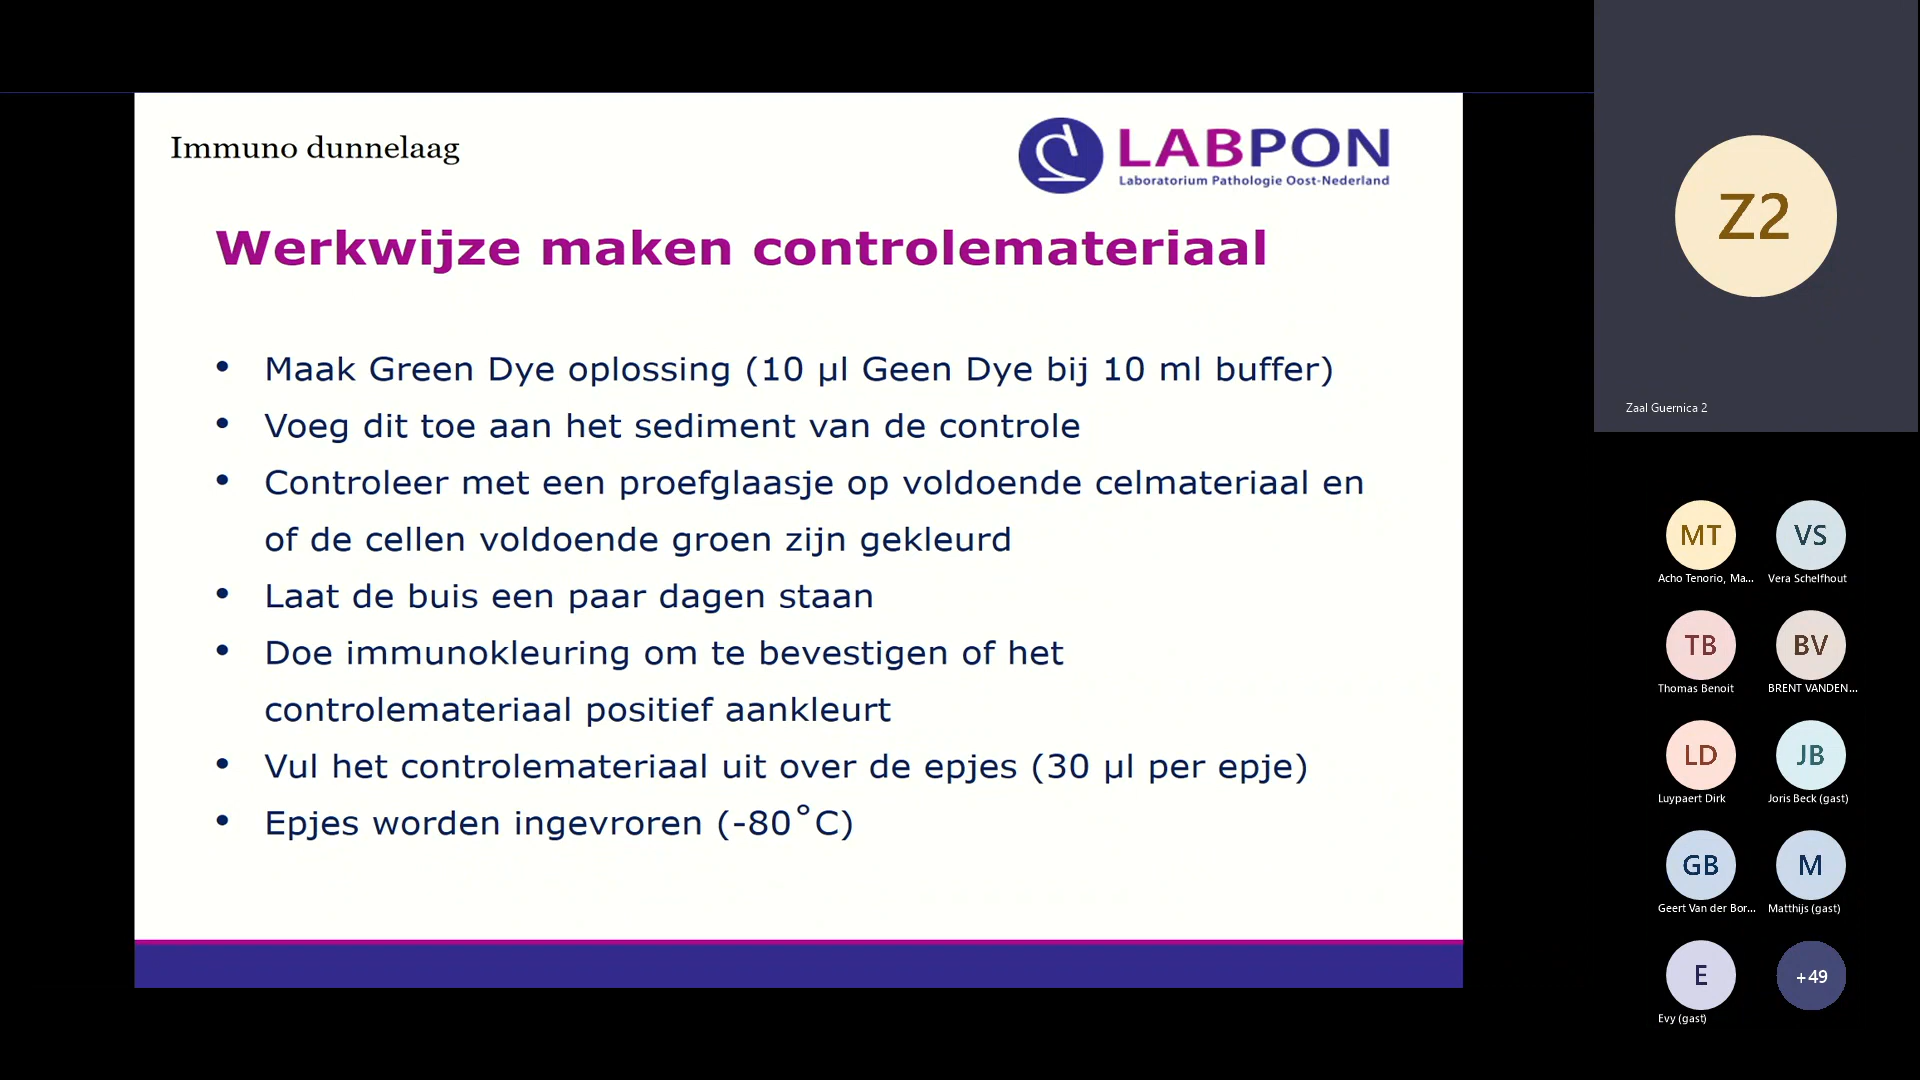 Immuno dunnelaag
LABPON
Laboratorium Pathologie Oost-Nederland
Werkwijze maken controlemateriaal
• Maak Green Dye oplossing (10 µl Geen Dye bij 10 ml buffer)
• Voeg dit toe aan het sediment van de controle
• Controleer met een proefglaasje op voldoende celmateriaal en
of de cellen voldoende groen zijn gekleurd
• Laat de buis een paar dagen staan
• Doe immunokleuring om te bevestigen of het
controlemateriaal positief aankleurt
• Vul het controlemateriaal uit over de epjes (30 µl per epje)
• Epjes worden ingevroren (-80˚C)
Z2
Zaal Guernica 2
MT
Acho Tenorio, Ma...
VS
Vera Schelfhout
TB
Thomas Benoit
BV
BRENT VANDEN...
LD
Luypaert Dirk
JB
Joris Beck (gast)
GB
Geert Van der Bor...
M
Matthijs (gast)
E
Evy (gast)
+49